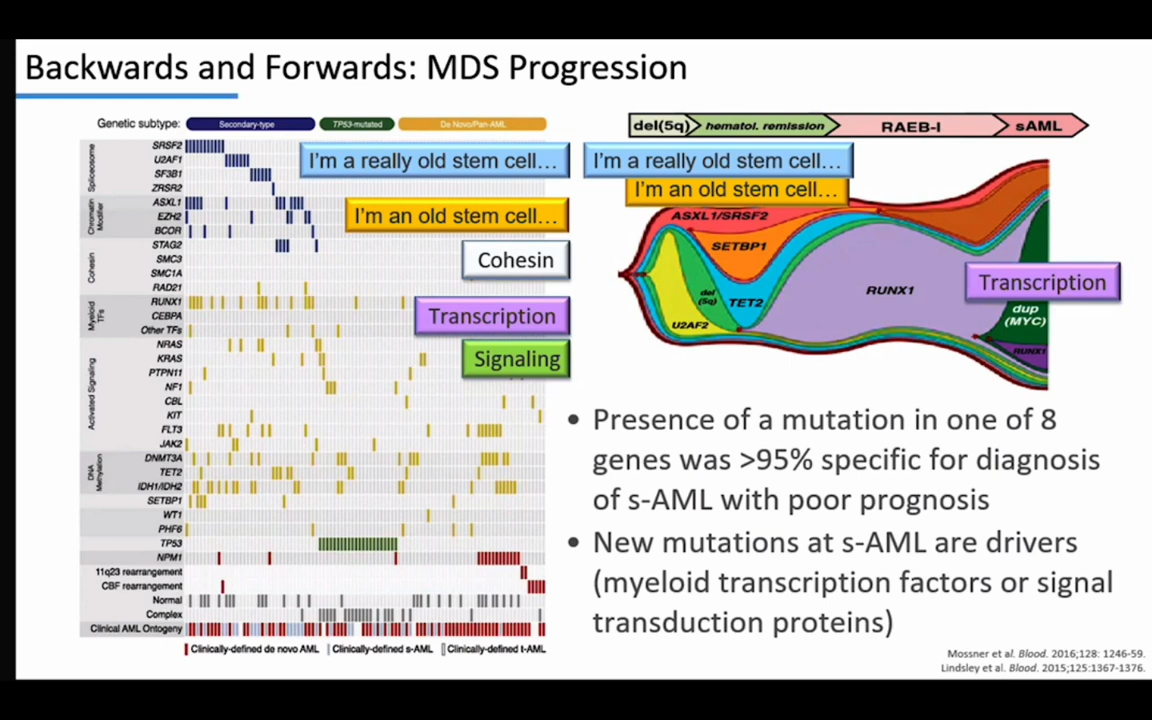 Backwards and Forwards: MDS Progression
Genetic subtype: Secondary-type TP53-mutated De Novo/Pan-AML
Spliceosome
SRSF2
U2AF1
SF3B1
ZRSR2
Chromatin Modifier
ASXL1
EZH2
BCOR
Cohesin
STAG2
SMC3
SMC1A
RAD21
Myeloid TFs
RUNX1
CEBPA
Other TFs
Activated Signaling
NRAS
KRAS
PTPN11
NF1
CBL
KIT
FLT3
JAK2
DNA Methylation
DNMT3A
TET2
IDH1/IDH2
SETBP1
WT1
PHF6
TP53
NPM1
11q23 rearrangement
CBF rearrangement
Normal
Complex
Clinical AML Ontogeny
Clinically-defined de novo AML Clinically-defined s-AML Clinically-defined t-AML
I'm a really old stem cell…
I'm an old stem cell…
Cohesin
Transcription
Signaling
del(5q) hematol. remission RAEB-I sAML
I'm a really old stem cell…
I'm an old stem cell…
ASXL1/SRSF2
SETBP1
del
(5q)
TET2
U2AF2
RUNX1
Transcription
dup
(MYC)
RUNX1
• Presence of a mutation in one of 8
genes was >95% specific for diagnosis
of s-AML with poor prognosis
• New mutations at s-AML are drivers
(myeloid transcription factors or signal
transduction proteins)
Mossner et al. Blood. 2016;128: 1246-59.
Lindsley et al. Blood. 2015;125:1367-1376.